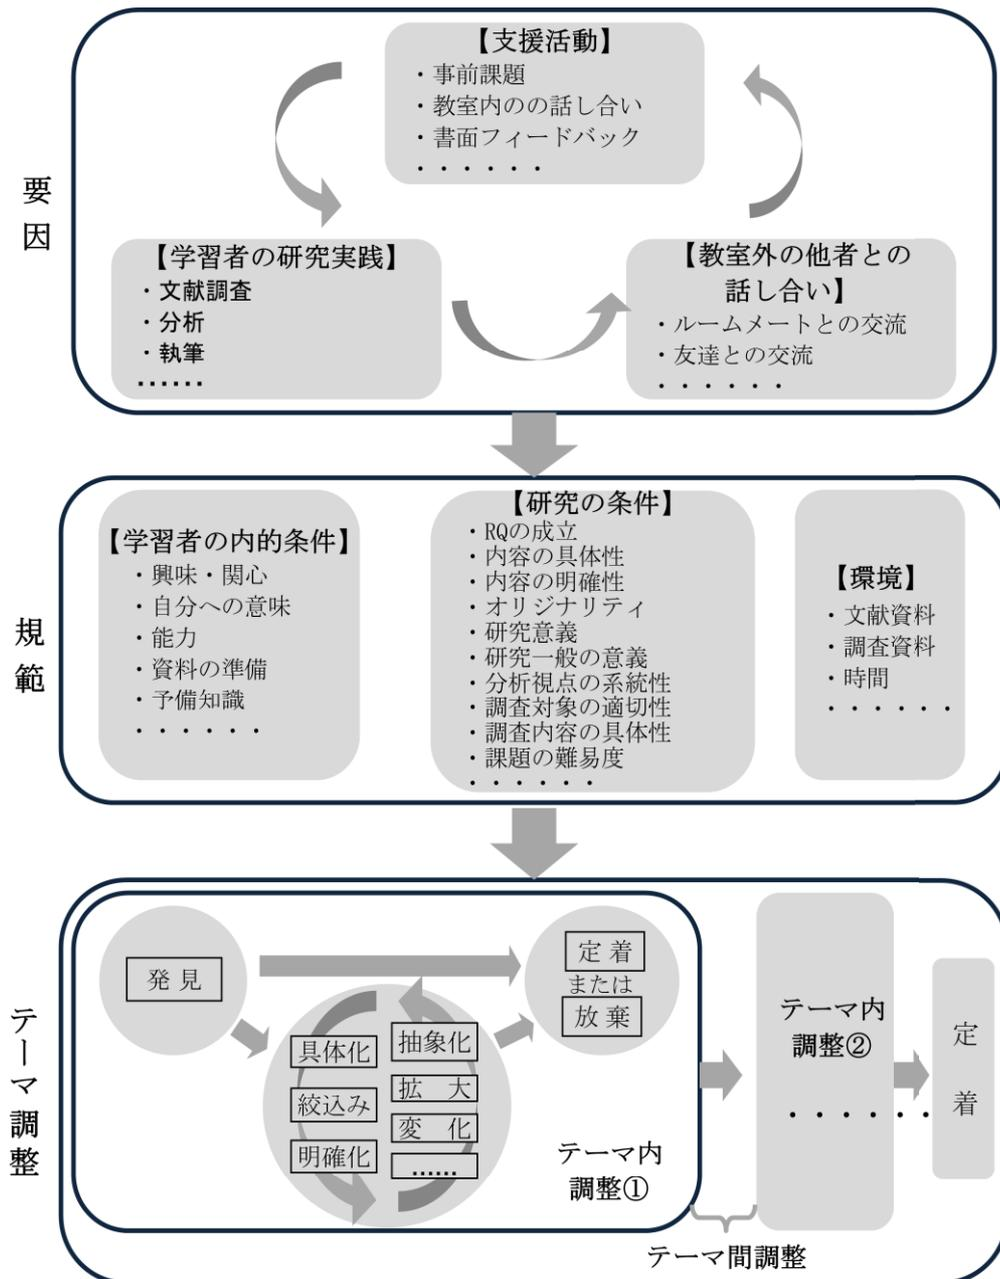 要因
【支援活動】
・事前課題
・教室内のの話し合い
・書面フィードバック
・・・・・・
【学習者の研究実践】
・文献調査
・分析
・執筆
……
【教室外の他者との
話し合い】
・ルームメートとの交流
・友達との交流
・・・・・・
規範
【学習者の内的条件】
・興味・関心
・自分への意味
・能力
・資料の準備
・予備知識
・・・・・・
【研究の条件】
・RQの成立
・内容の具体性
・内容の明確性
・オリジナリティ
・研究意義
・研究一般の意義
・分析視点の系統性
・調査対象の適切性
・調査内容の具体性
・課題の難易度
・・・・・・
【環境】
・文献資料
・調査資料
・時間
・・・・・・
テーマ調整
発見
具体化
絞込み
明確化
抽象化
拡　大
変　化
……
定着
または
放棄
テーマ内
調整①
テーマ間調整
テーマ内
調整②
・・・・・・
定着